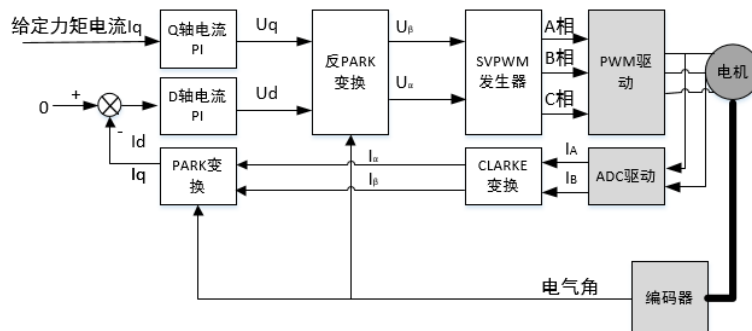 给定力矩电流Iq
Q轴电流
PI
Uq
反PARK
变换
Uβ
SVPWM
发生器
A相
B相
C相
PWM驱
动
电机
0
+
-
D轴电流
PI
Ud
Uα
Id
Iq
PARK变
换
Iα
Iβ
CLARKE
变换
IA
IB
ADC驱动
电气角
编码器